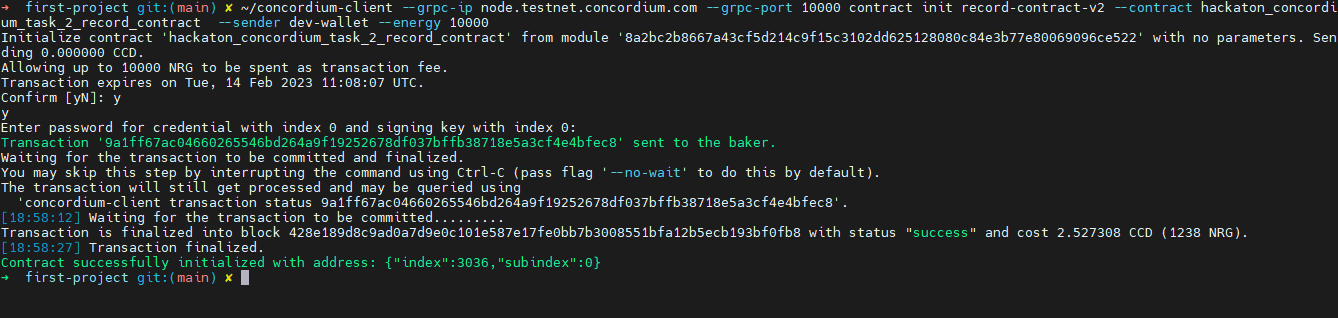 ➜  first-project git:(main) ✘ ~/concordium-client --grpc-ip node.testnet.concordium.com --grpc-port 10000 contract init record-contract-v2 --contract hackaton_concordi
um_task_2_record_contract  --sender dev-wallet --energy 10000
Initialize contract 'hackaton_concordium_task_2_record_contract' from module '8a2bc2b8667a43cf5d214c9f15c3102dd625128080c84e3b77e80069096ce522' with no parameters. Sen
ding 0.000000 CCD.
Allowing up to 10000 NRG to be spent as transaction fee.
Transaction expires on Tue, 14 Feb 2023 11:08:07 UTC.
Confirm [yN]: y
y
Enter password for credential with index 0 and signing key with index 0:
Transaction '9a1ff67ac04660265546bd264a9f19252678df037bffb38718e5a3cf4e4bfec8' sent to the baker.
Waiting for the transaction to be committed and finalized.
You may skip this step by interrupting the command using Ctrl-C (pass flag '--no-wait' to do this by default).
The transaction will still get processed and may be queried using
  'concordium-client transaction status 9a1ff67ac04660265546bd264a9f19252678df037bffb38718e5a3cf4e4bfec8'.
[18:58:12] Waiting for the transaction to be committed.........
Transaction is finalized into block 428e189d8c9ad0a7d9e0c101e587e17fe0bb7b3008551bfa12b5ecb193bf0fb8 with status "success" and cost 2.527308 CCD (1238 NRG).
[18:58:27] Transaction finalized.
Contract successfully initialized with address: {"index":3036,"subindex":0}
➜  first-project git:(main) ✘